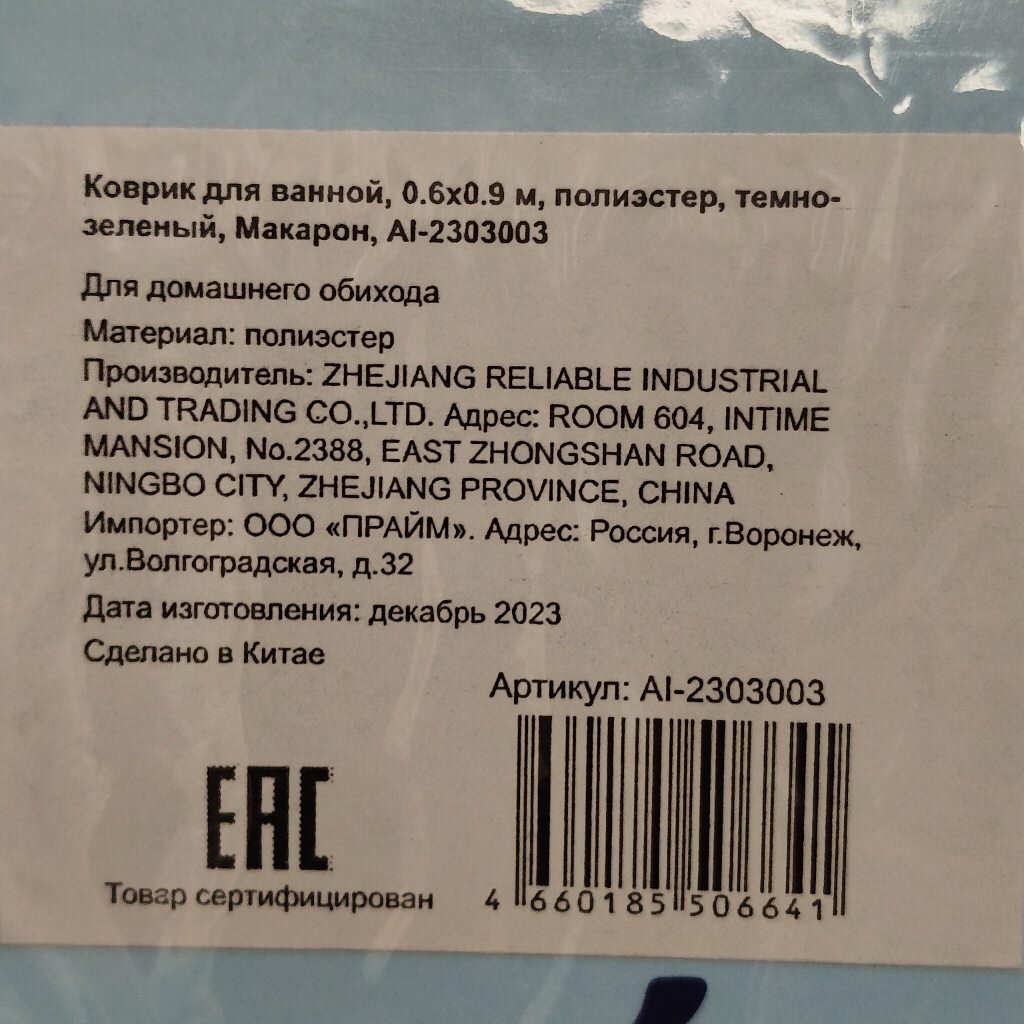 Коврик для ванной, 0.6х0.9 м, полиэстер, темно-
зеленый, Макарон, AI-2303003
Для домашнего обихода
Материал: полиэстер
Производитель: ZHEJIANG RELIABLE INDUSTRIAL
AND TRADING CO.,LTD. Адрес: ROOM 604, INTIME
MANSION, No.2388, EAST ZHONGSHAN ROAD,
NINGBO CITY, ZHEJIANG PROVINCE, CHINA
Импортер: ООО «ПРАЙМ». Адрес: Россия, г.Воронеж,
ул.Волгоградская, д.32
Дата изготовления: декабрь 2023
Сделано в Китае
Артикул: AI-2303003
EAC
Товар сертифицирован
4 660185 506641